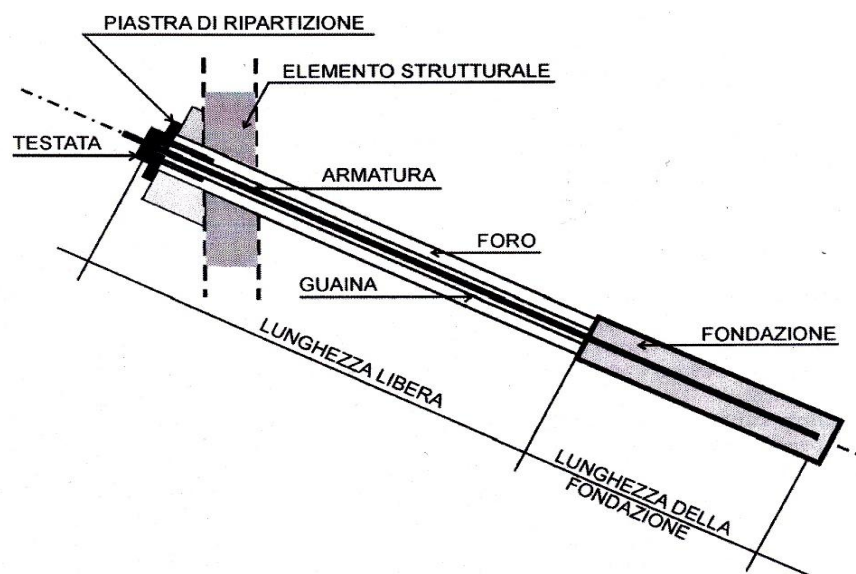 PIASTRA DI RIPARTIZIONE
ELEMENTO STRUTTURALE
TESTATA
ARMATURA
FORO
GUAINA
FONDAZIONE
LUNGHEZZA LIBERA
LUNGHEZZA DELLA
FONDAZIONE